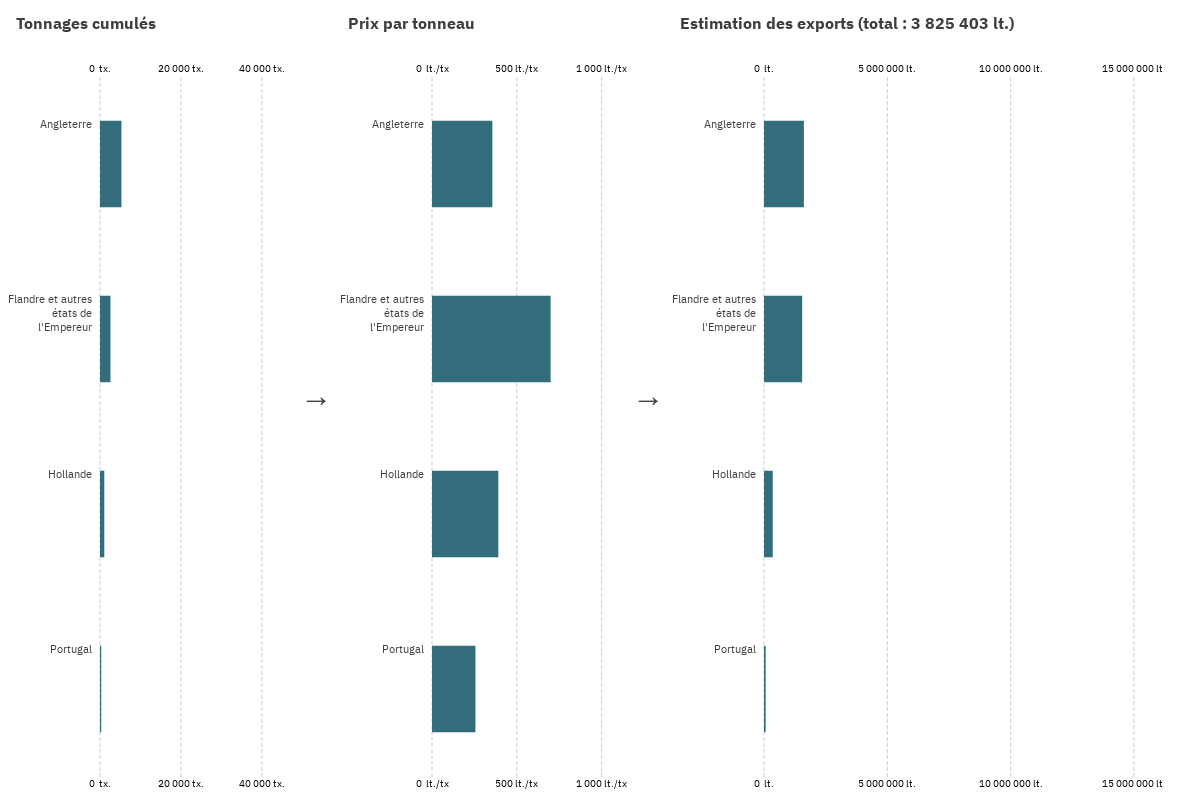 Tonnages cumulés
Prix par tonneau
Estimation des exports (total : 3 825 403 lt.)
0 tx.
20 000 tx.
40 000 tx.
0 lt./tx
500 lt./tx
1 000 lt./tx
0 lt.
5 000 000 lt.
10 000 000 lt.
15 000 000 lt
Angleterre
Angleterre
Angleterre
Flandre et autres
états de
l'Empereur
Flandre et autres
états de
l'Empereur
Flandre et autres
états de
l'Empereur
→
→
Hollande
Hollande
Hollande
Portugal
Portugal
Portugal
0 tx.
20 000 tx.
40 000 tx.
0 lt./tx
500 lt./tx
1 000 lt./tx
0 lt.
5 000 000 lt.
10 000 000 lt.
15 000 000 lt